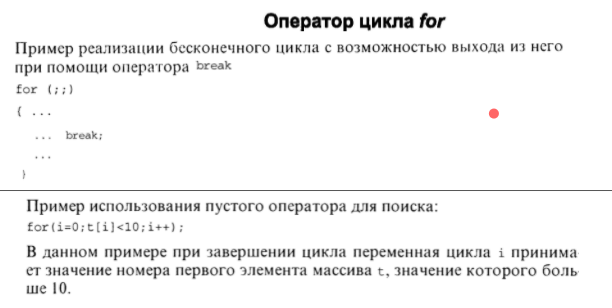 Оператор цикла for
Пример реализации бесконечного цикла с возможностью выхода из него
при помощи оператора break
for (;;)
{ ...
... break;
...
}
Пример использования пустого оператора для поиска:
for(i=0;t[i]<10;i++);
В данном примере при завершении цикла переменная цикла i принима
ет значение номера первого элемента массива t, значение которого боль
ше 10.